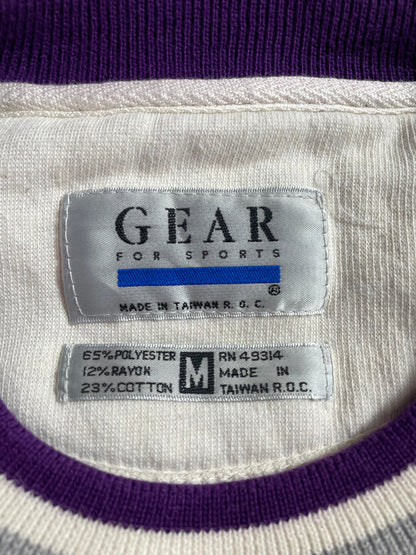 GEAR
FOR SPORTS
®
MADE IN TAIWAN R.O.C.
65% POLYESTER
12% RAYON
23% COTTON
M
RN 49314
MADE IN
TAIWAN R.O.C.